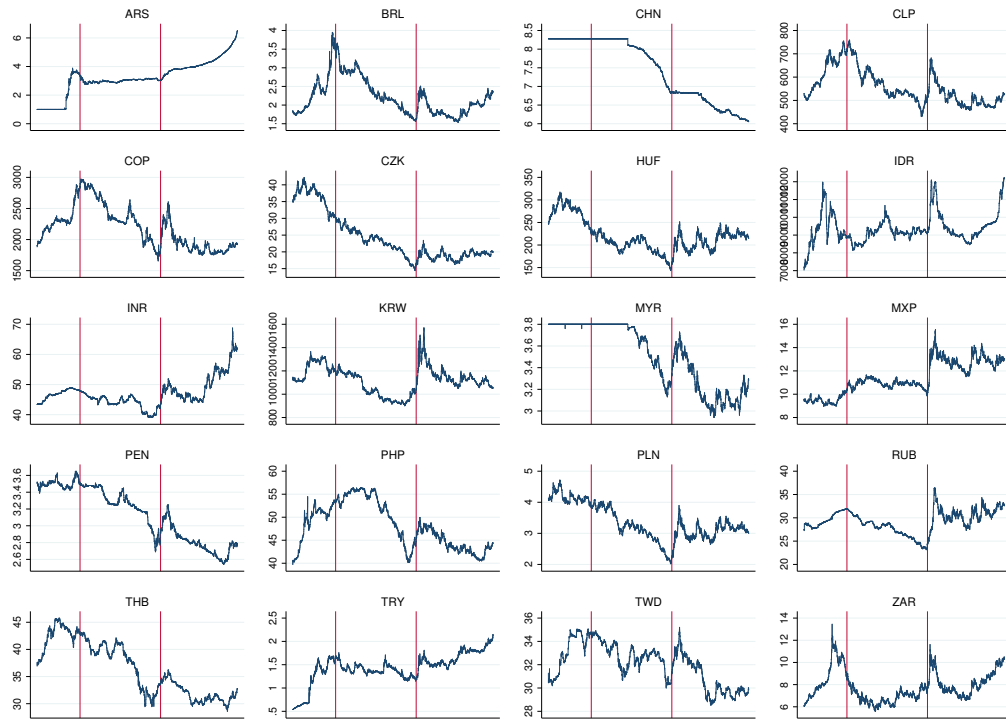 ARS
BRL
CHN
CLP
0 2 4 6
1.5 2 2.5 3 3.5 4
6 6.5 7 7.5 8 8.5
400 500 600 700 800
COP
CZK
HUF
IDR
1500 2000 2500 3000
15 20 25 30 35 40
150 200 250 300 350
INR
KRW
MYR
MXP
40 50 60 70
800 1000 1200 1400 1600
3 3.2 3.4 3.6 3.8
8 10 12 14 16
PEN
PHP
PLN
RUB
2.6 2.8 3 3.2 3.4 3.6
40 45 50 55 60
1 2 3 4 5
20 25 30 35 40
THB
TRY
TWD
ZAR
30 35 40 45
0 .5 1 1.5 2 2.5
28 30 32 34 36
6 8 10 12 14